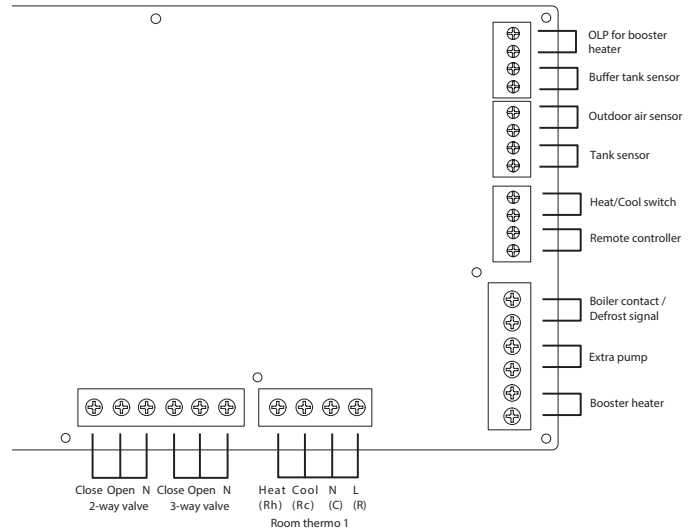 OLP for booster
heater
Buffer tank sensor
Outdoor air sensor
Tank sensor
Heat/Cool switch
Remote controller
Boiler contact /
Defrost signal
Extra pump
Booster heater
Close Open N Close Open N
2-way valve 3-way valve
Heat Cool N L
(Rh) (Rc) (C) (R)
Room thermo 1